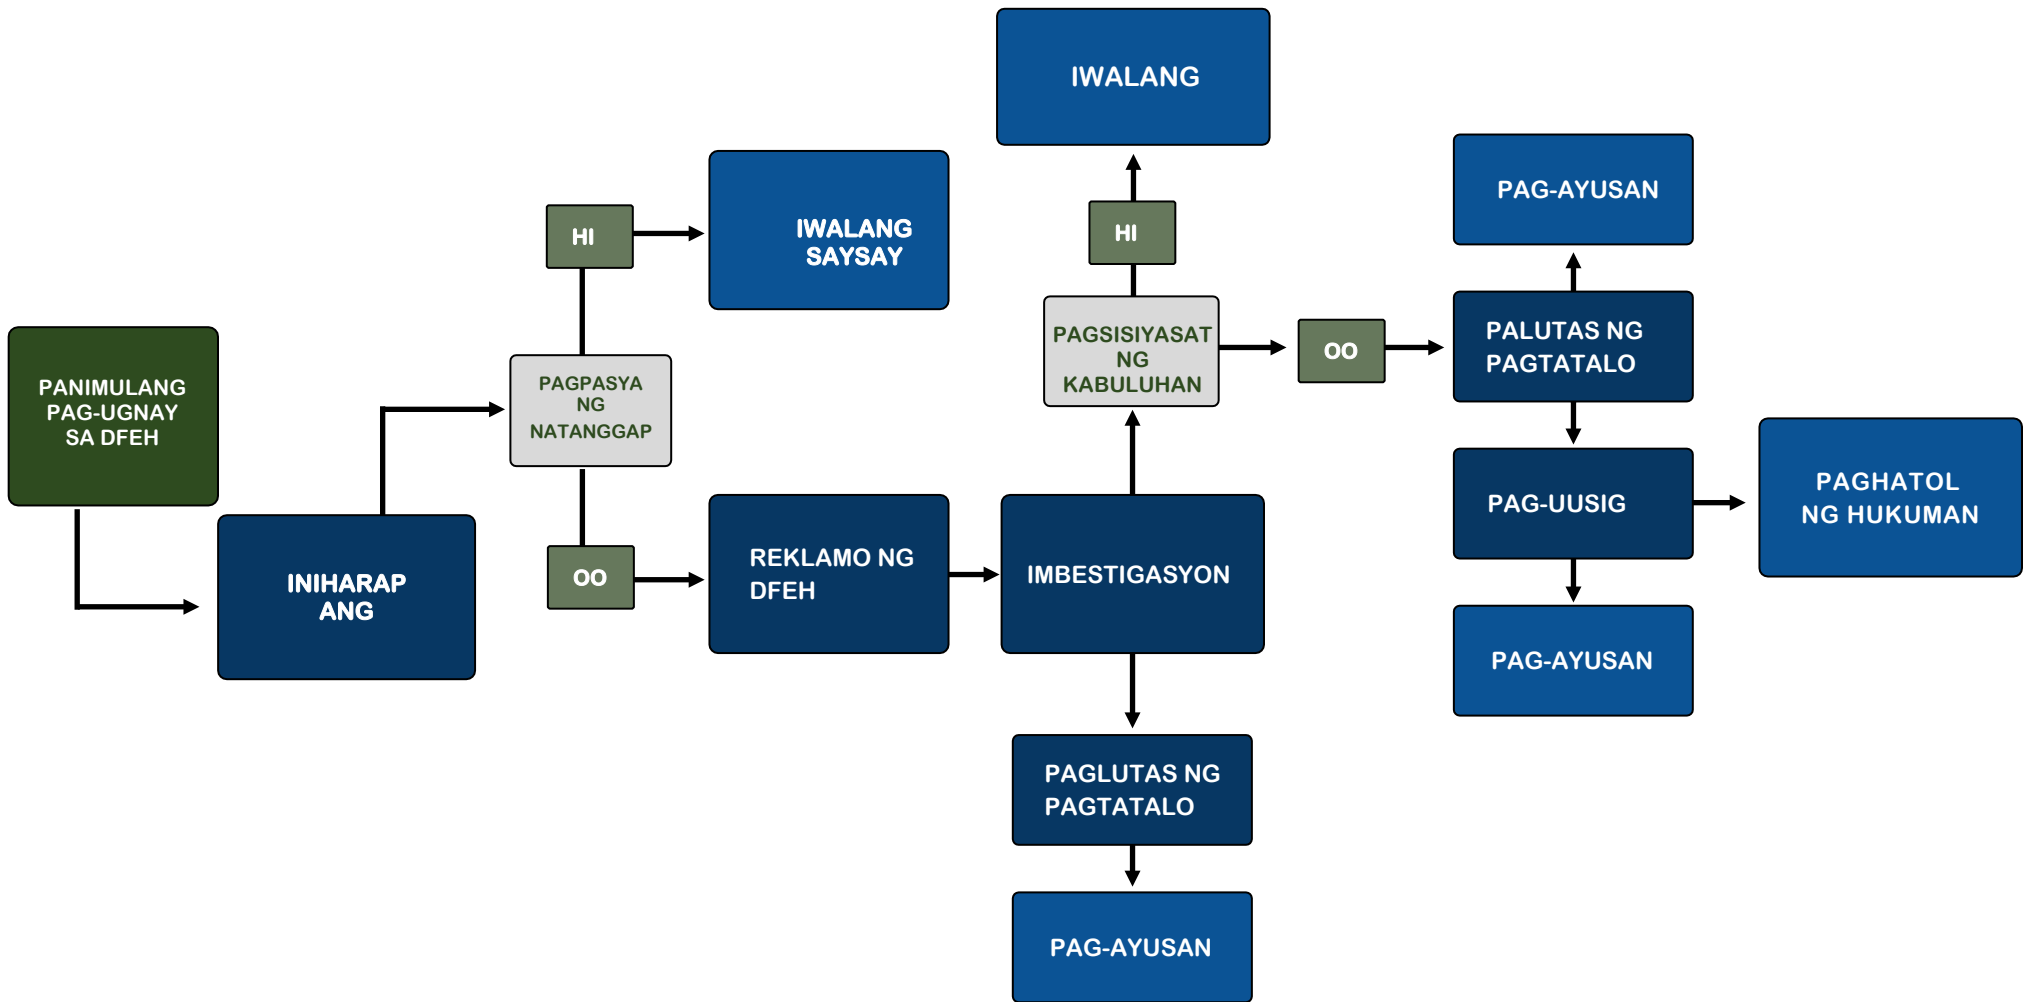 PANIMULANG
PAG-UGNAY
SA DFEH
INIHARAP
ANG
PAGPASYA
NG
NATANGGAP
HI
IWALANG
SAYSAY
OO
REKLAMO NG
DFEH
IMBESTIGASYON
PAGSISIYASAT
NG
KABULUHAN
HI
IWALANG
OO
PALUTAS NG
PAGTATALO
PAG-AYUSAN
PAG-UUSIG
PAGHATOL
NG HUKUMAN
PAG-AYUSAN
PAGLUTAS NG
PAGTATALO
PAG-AYUSAN